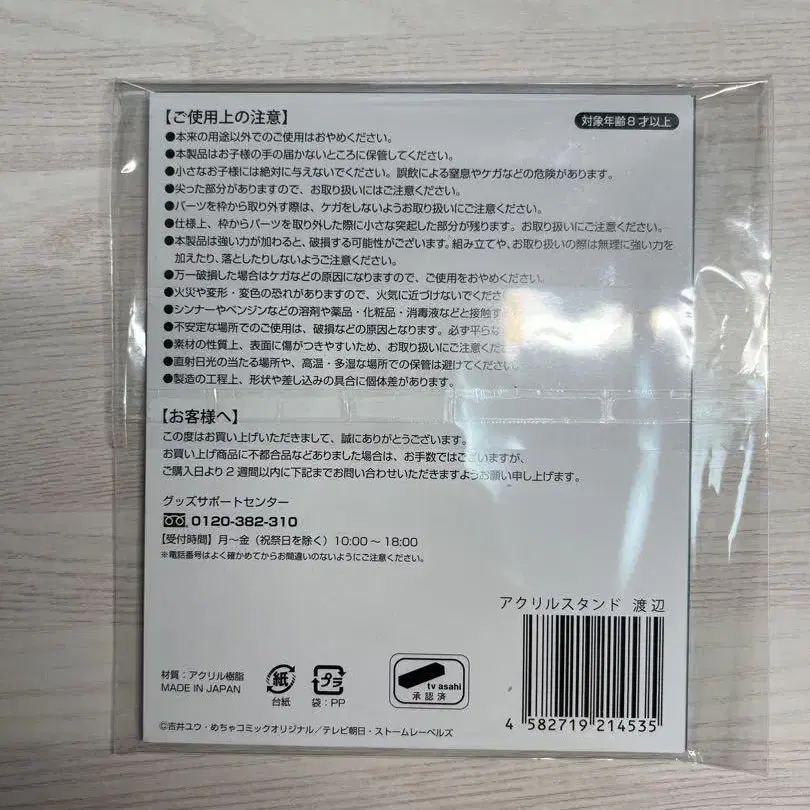 【ご使用上の注意】
対象年齢8才以上
●本来の用途以外でのご使用はおやめください。
●本製品はお子様の手の届かないところに保管してください。
●小さなお子様には絶対に与えないでください。誤飲による窒息やケガなどの危険があります。
●尖った部分がありますので、お取り扱いにはご注意ください。
●パーツを枠から取り外す際は、ケガをしないようお取り扱いにご注意ください。
●仕様上、枠からパーツを取り外した際に小さな突起した部分が残ります。お取り扱いにご注意ください。
●本製品は強い力が加わると、破損する可能性がございます。組み立てや、お取り扱いの際は無理に強い力を
加えたり、落としたりしないようご注意ください。
●万一破損した場合はケガなどの原因になりますので、ご使用をおやめください。
●火災や変形・変色の恐れがありますので、火気に近づけないでくださ
●シンナーやベンジンなどの溶剤や薬品・化粧品・消毒液などと接触す
●不安定な場所でのご使用は、破損などの原因となります。必ず平らな
●素材の性質上、表面に傷がつきやすいため、お取り扱いにご注意くだ
●直射日光の当たる場所や、高温・多湿な場所での保管は避けてくださ
●製造の工程上、形状や差し込みの具合に個体差があります。
【お客様へ】
この度はお買い上げいただきまして、誠にありがとうございます。
お買い上げ商品に不都合品などありました場合は、お手数ではございますが、
ご購入日より2週間以内に下記までお問い合わせいただきますようお願い申し上げます。
グッズサポートセンター
0120-382-310
【受付時間】月〜金(祝祭日を除く)10:00〜18:00
※電話番号はよく確かめてからお間違いのないようにご注意ください。
アクリルスタンド 渡辺
材質:アクリル樹脂
MADE IN JAPAN
紙
台紙
プラ
袋:PP
tv asahi
承認済
4 582719 214535
©吉井ユウ・めちゃコミックオリジナル/テレビ朝日・ストームレーベルズ